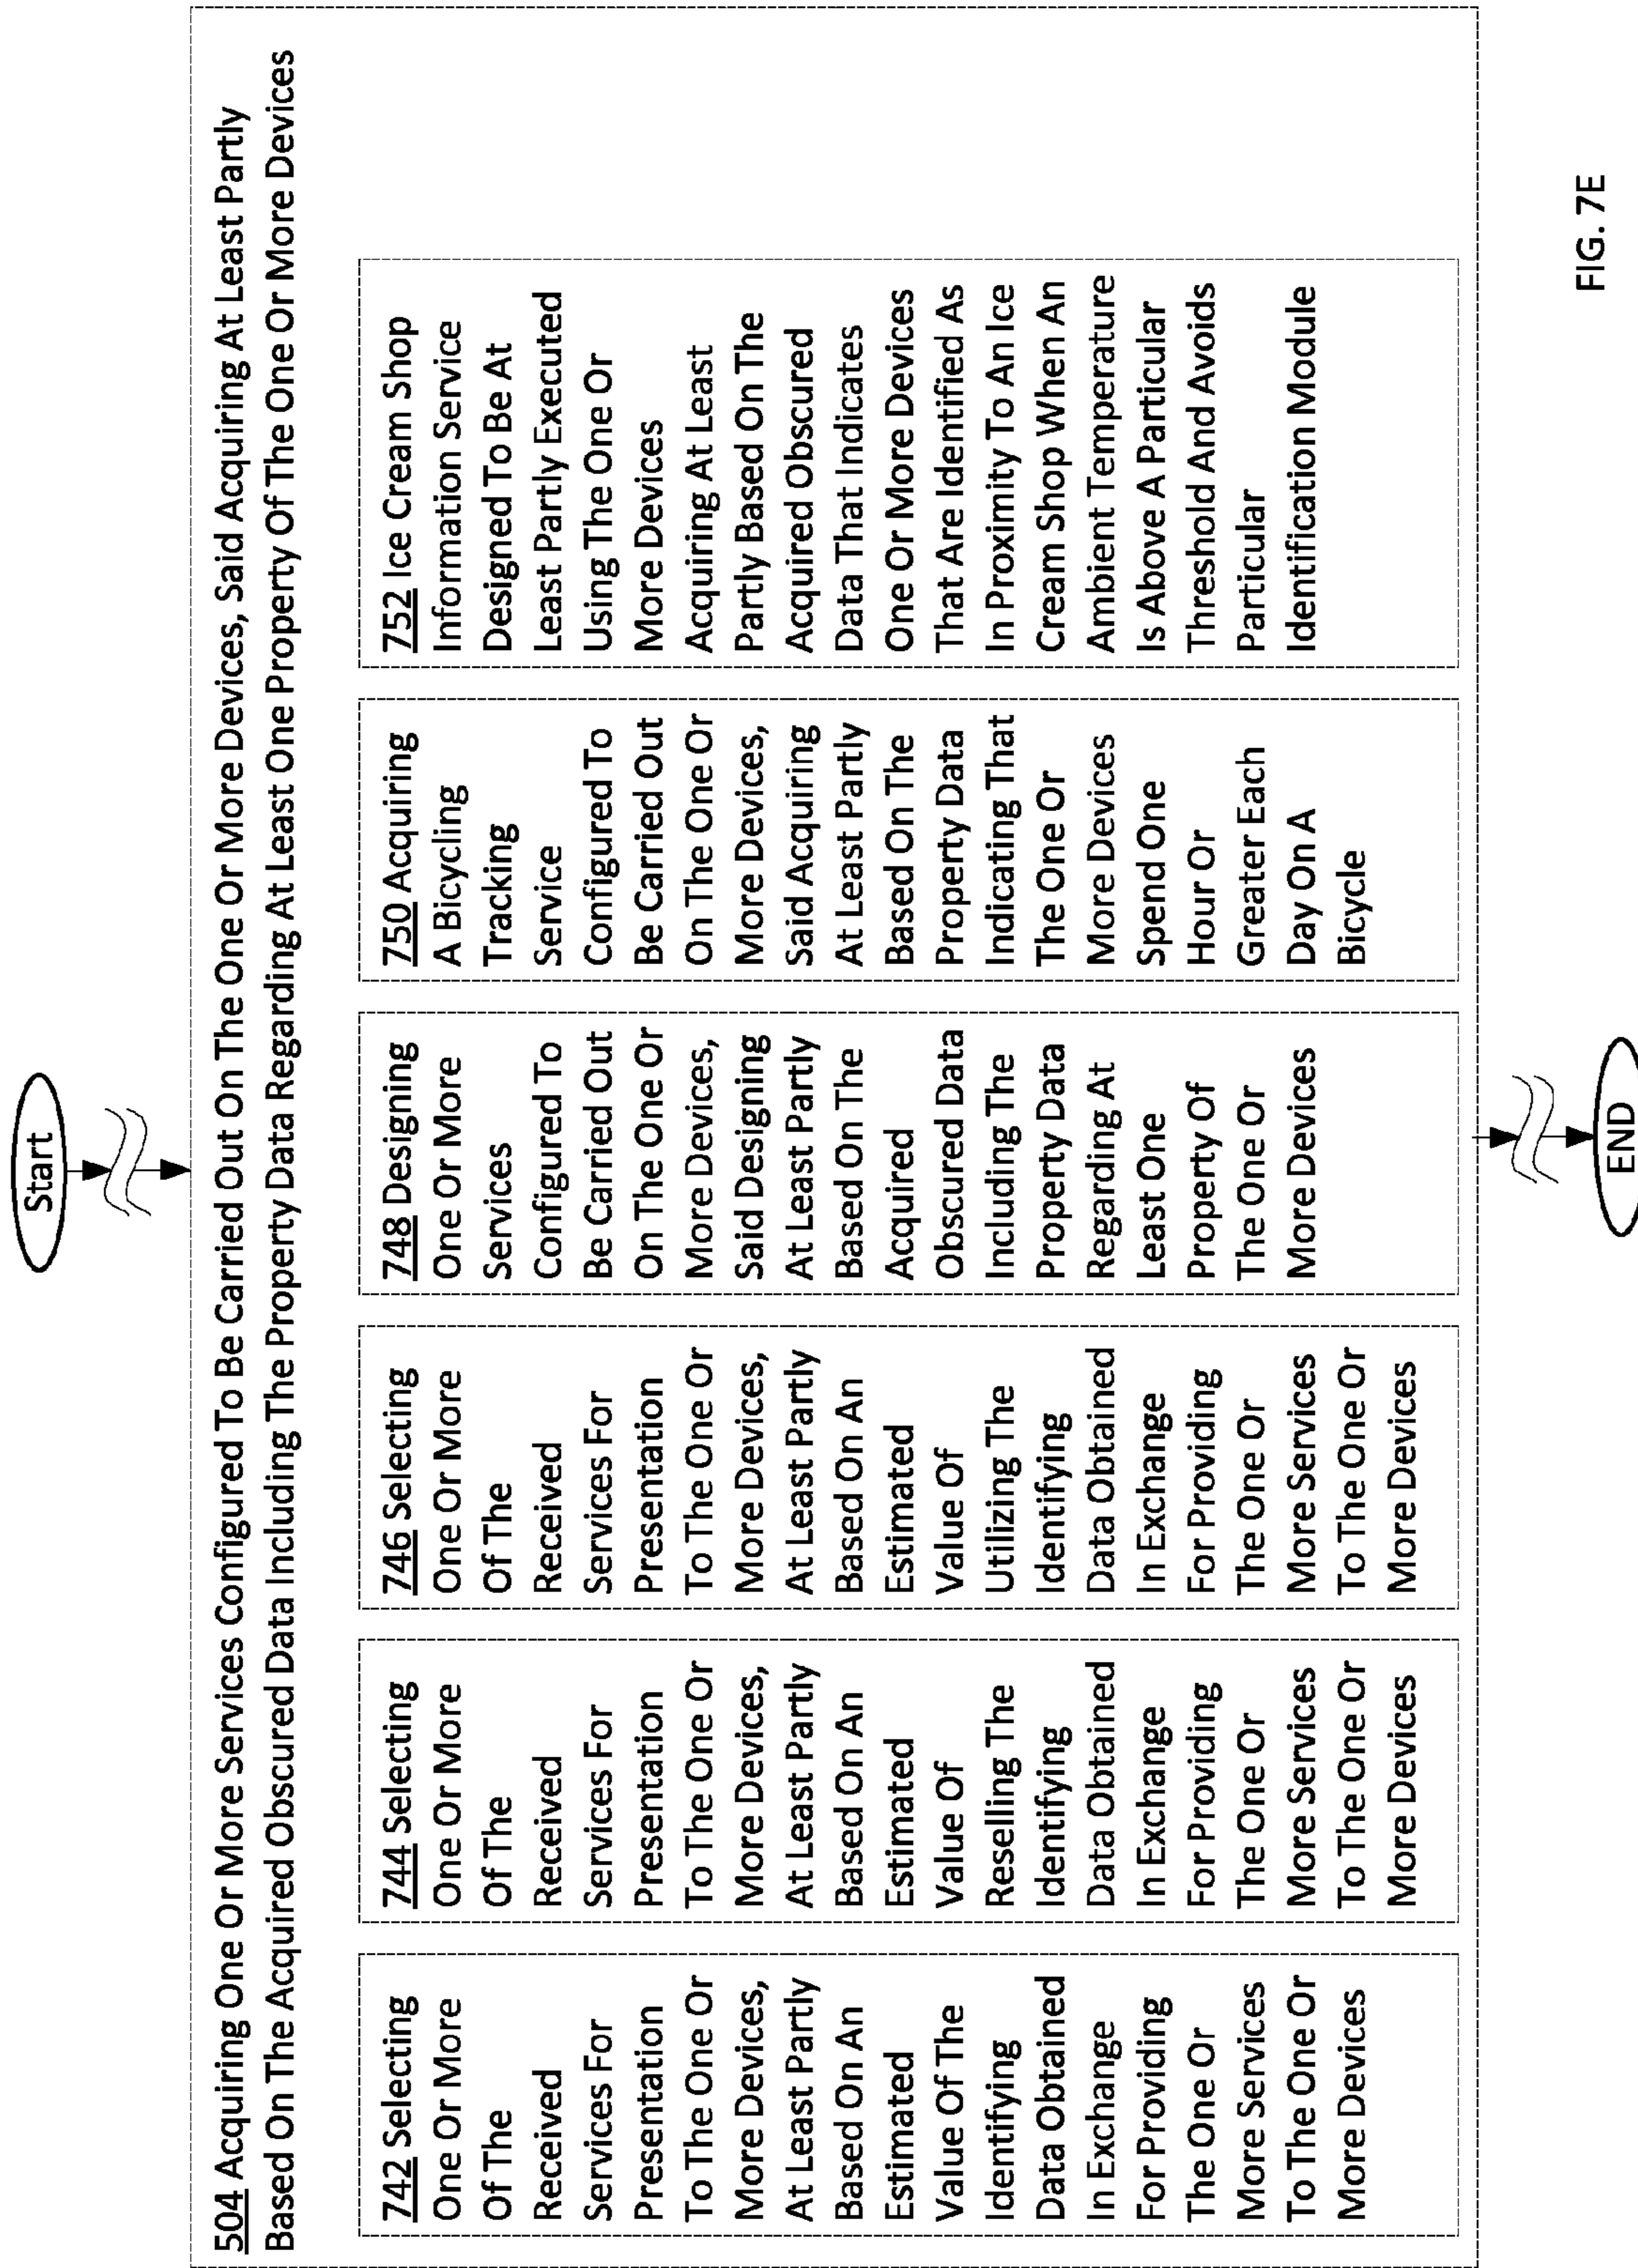 Start
504 Acquiring One Or More Services Configured To Be Carried Out On The One Or More Devices, Said Acquiring At Least Partly
Based On The Acquired Obscured Data Including The Property Data Regarding At Least One Property Of The One Or More Devices
742 Selecting
One Or More
Of The
Received
Services For
Presentation
To The One Or
More Devices,
At Least Partly
Based On An
Estimated
Value Of The
Identifying
Data Obtained
In Exchange
For Providing
The One Or
More Services
To The One Or
More Devices
744 Selecting
One Or More
Of The
Received
Services For
Presentation
To The One Or
More Devices,
At Least Partly
Based On An
Estimated
Value Of
Reselling The
Identifying
Data Obtained
In Exchange
For Providing
The One Or
More Services
To The One Or
More Devices
746 Selecting
One Or More
Of The
Received
Services For
Presentation
To The One Or
More Devices,
At Least Partly
Based On An
Estimated
Value Of
Utilizing The
Identifying
Data Obtained
In Exchange
For Providing
The One Or
More Services
To The One Or
More Devices
748 Designing
One Or More
Services
Configured To
Be Carried Out
On The One Or
More Devices,
Said Designing
At Least Partly
Based On The
Acquired
Obscured Data
Including The
Property Data
Regarding At
Least One
Property Of
The One Or
More Devices
750 Acquiring
A Bicycling
Tracking
Service
Configured To
Be Carried Out
On The One Or
More Devices,
Said Acquiring
At Least Partly
Based On The
Property Data
Indicating That
The One Or
More Devices
Spend One
Hour Or
Greater Each
Day On A
Bicycle
752 Ice Cream Shop
Information Service
Designed To Be At
Least Partly Executed
Using The One Or
More Devices
Acquiring At Least
Partly Based On The
Acquired Obscured
Data That Indicates
One Or More Devices
That Are Identified As
In Proximity To An Ice
Cream Shop When An
Ambient Temperature
Is Above A Particular
Threshold And Avoids
Particular
Identification Module
END
FIG. 7E